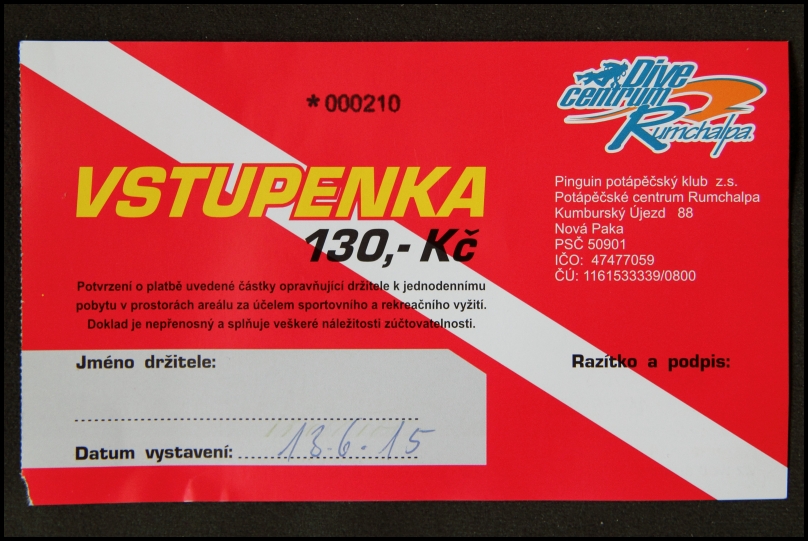 *000210
Dive
centrum
Rumchalpa.
VSTUPENKA
130,- Kč
Potvrzení o platbě uvedené částky opravňující držitele k jednodennímu
pobytu v prostorách areálu za účelem sportovního a rekreačního vyžití.
Doklad je nepřenosný a splňuje veškeré náležitosti zúčtovatelnosti.
Pinguin potápěčský klub z.s.
Potápěčské centrum Rumchalpa
Kumburský Újezd 88
Nová Paka
PSČ 50901
IČO: 47477059
ČÚ: 1161533339/0800
Jméno držitele:
Datum vystavení: 13.6.15
Razítko a podpis: